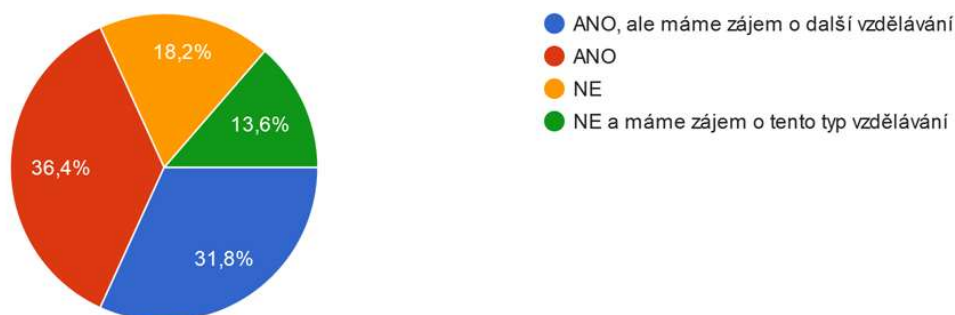 18,2%
13,6%
36,4%
31,8%
ANO, ale máme zájem o další vzdělávání
ANO
NE
NE a máme zájem o tento typ vzdělávání